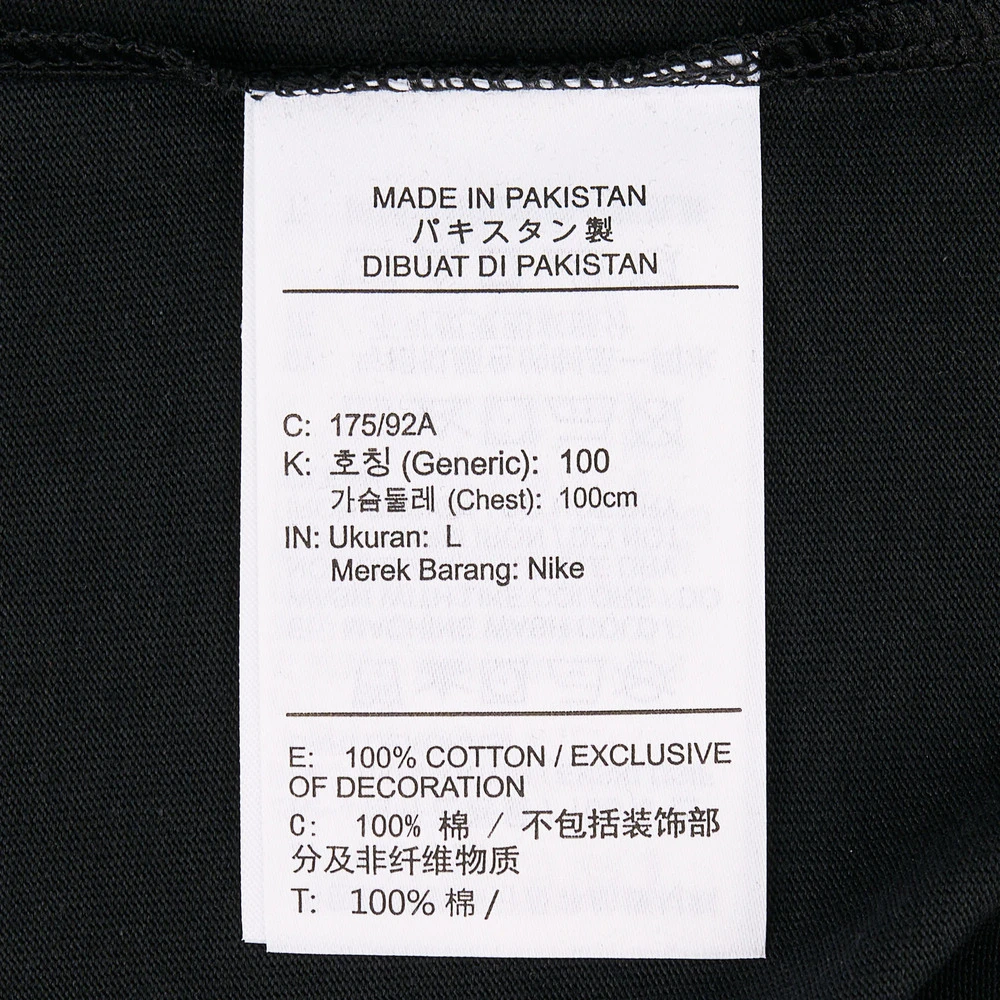 MADE IN PAKISTAN
パキスタン製
DIBUAT DI PAKISTAN
C: 175/92A
K: 호칭 (Generic): 100
가슴둘레 (Chest): 100cm
IN: Ukuran: L
Merek Barang: Nike
E: 100% COTTON / EXCLUSIVE
OF DECORATION
C: 100% 棉 / 不包括装饰部
分及非纤维物质
T: 100% 棉 /